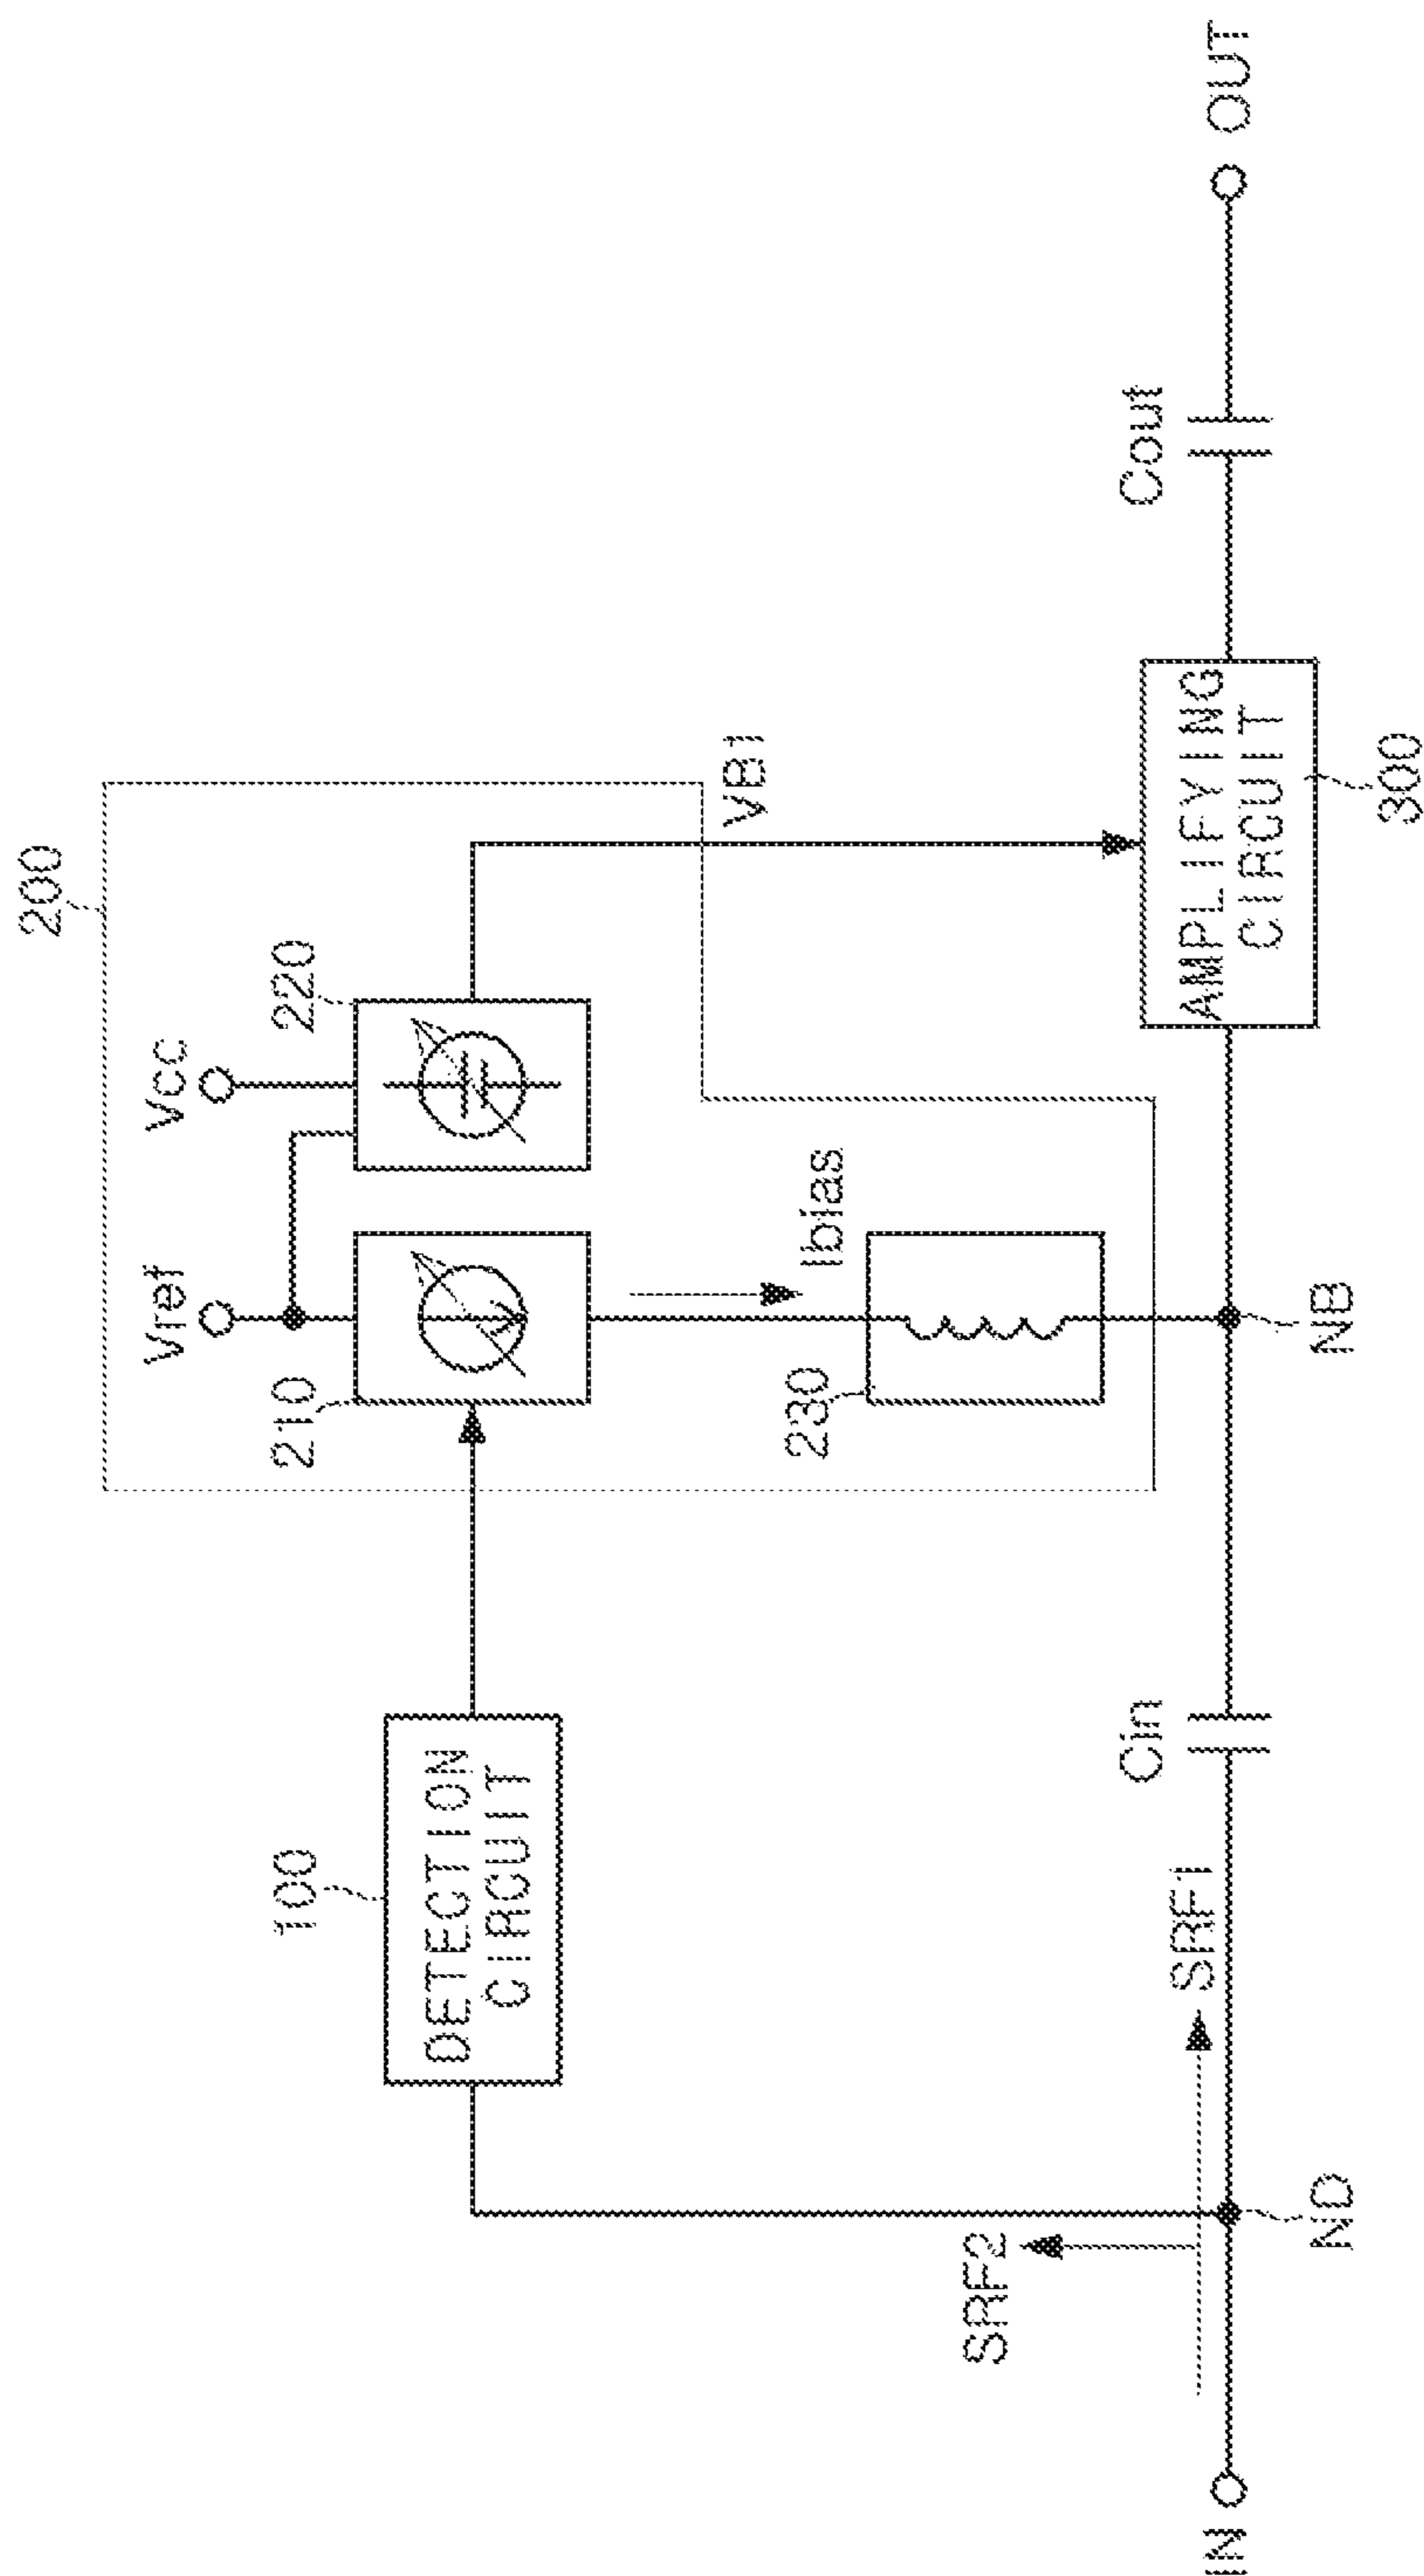 200
Vref
Vcc
100
210
220
DETECTION
CIRCUIT
VB1
Ibias
230
SRF2
SRF1
Cin
Cout
IN
OUT
AMPLIFYING
CIRCUIT
ND
NB
300